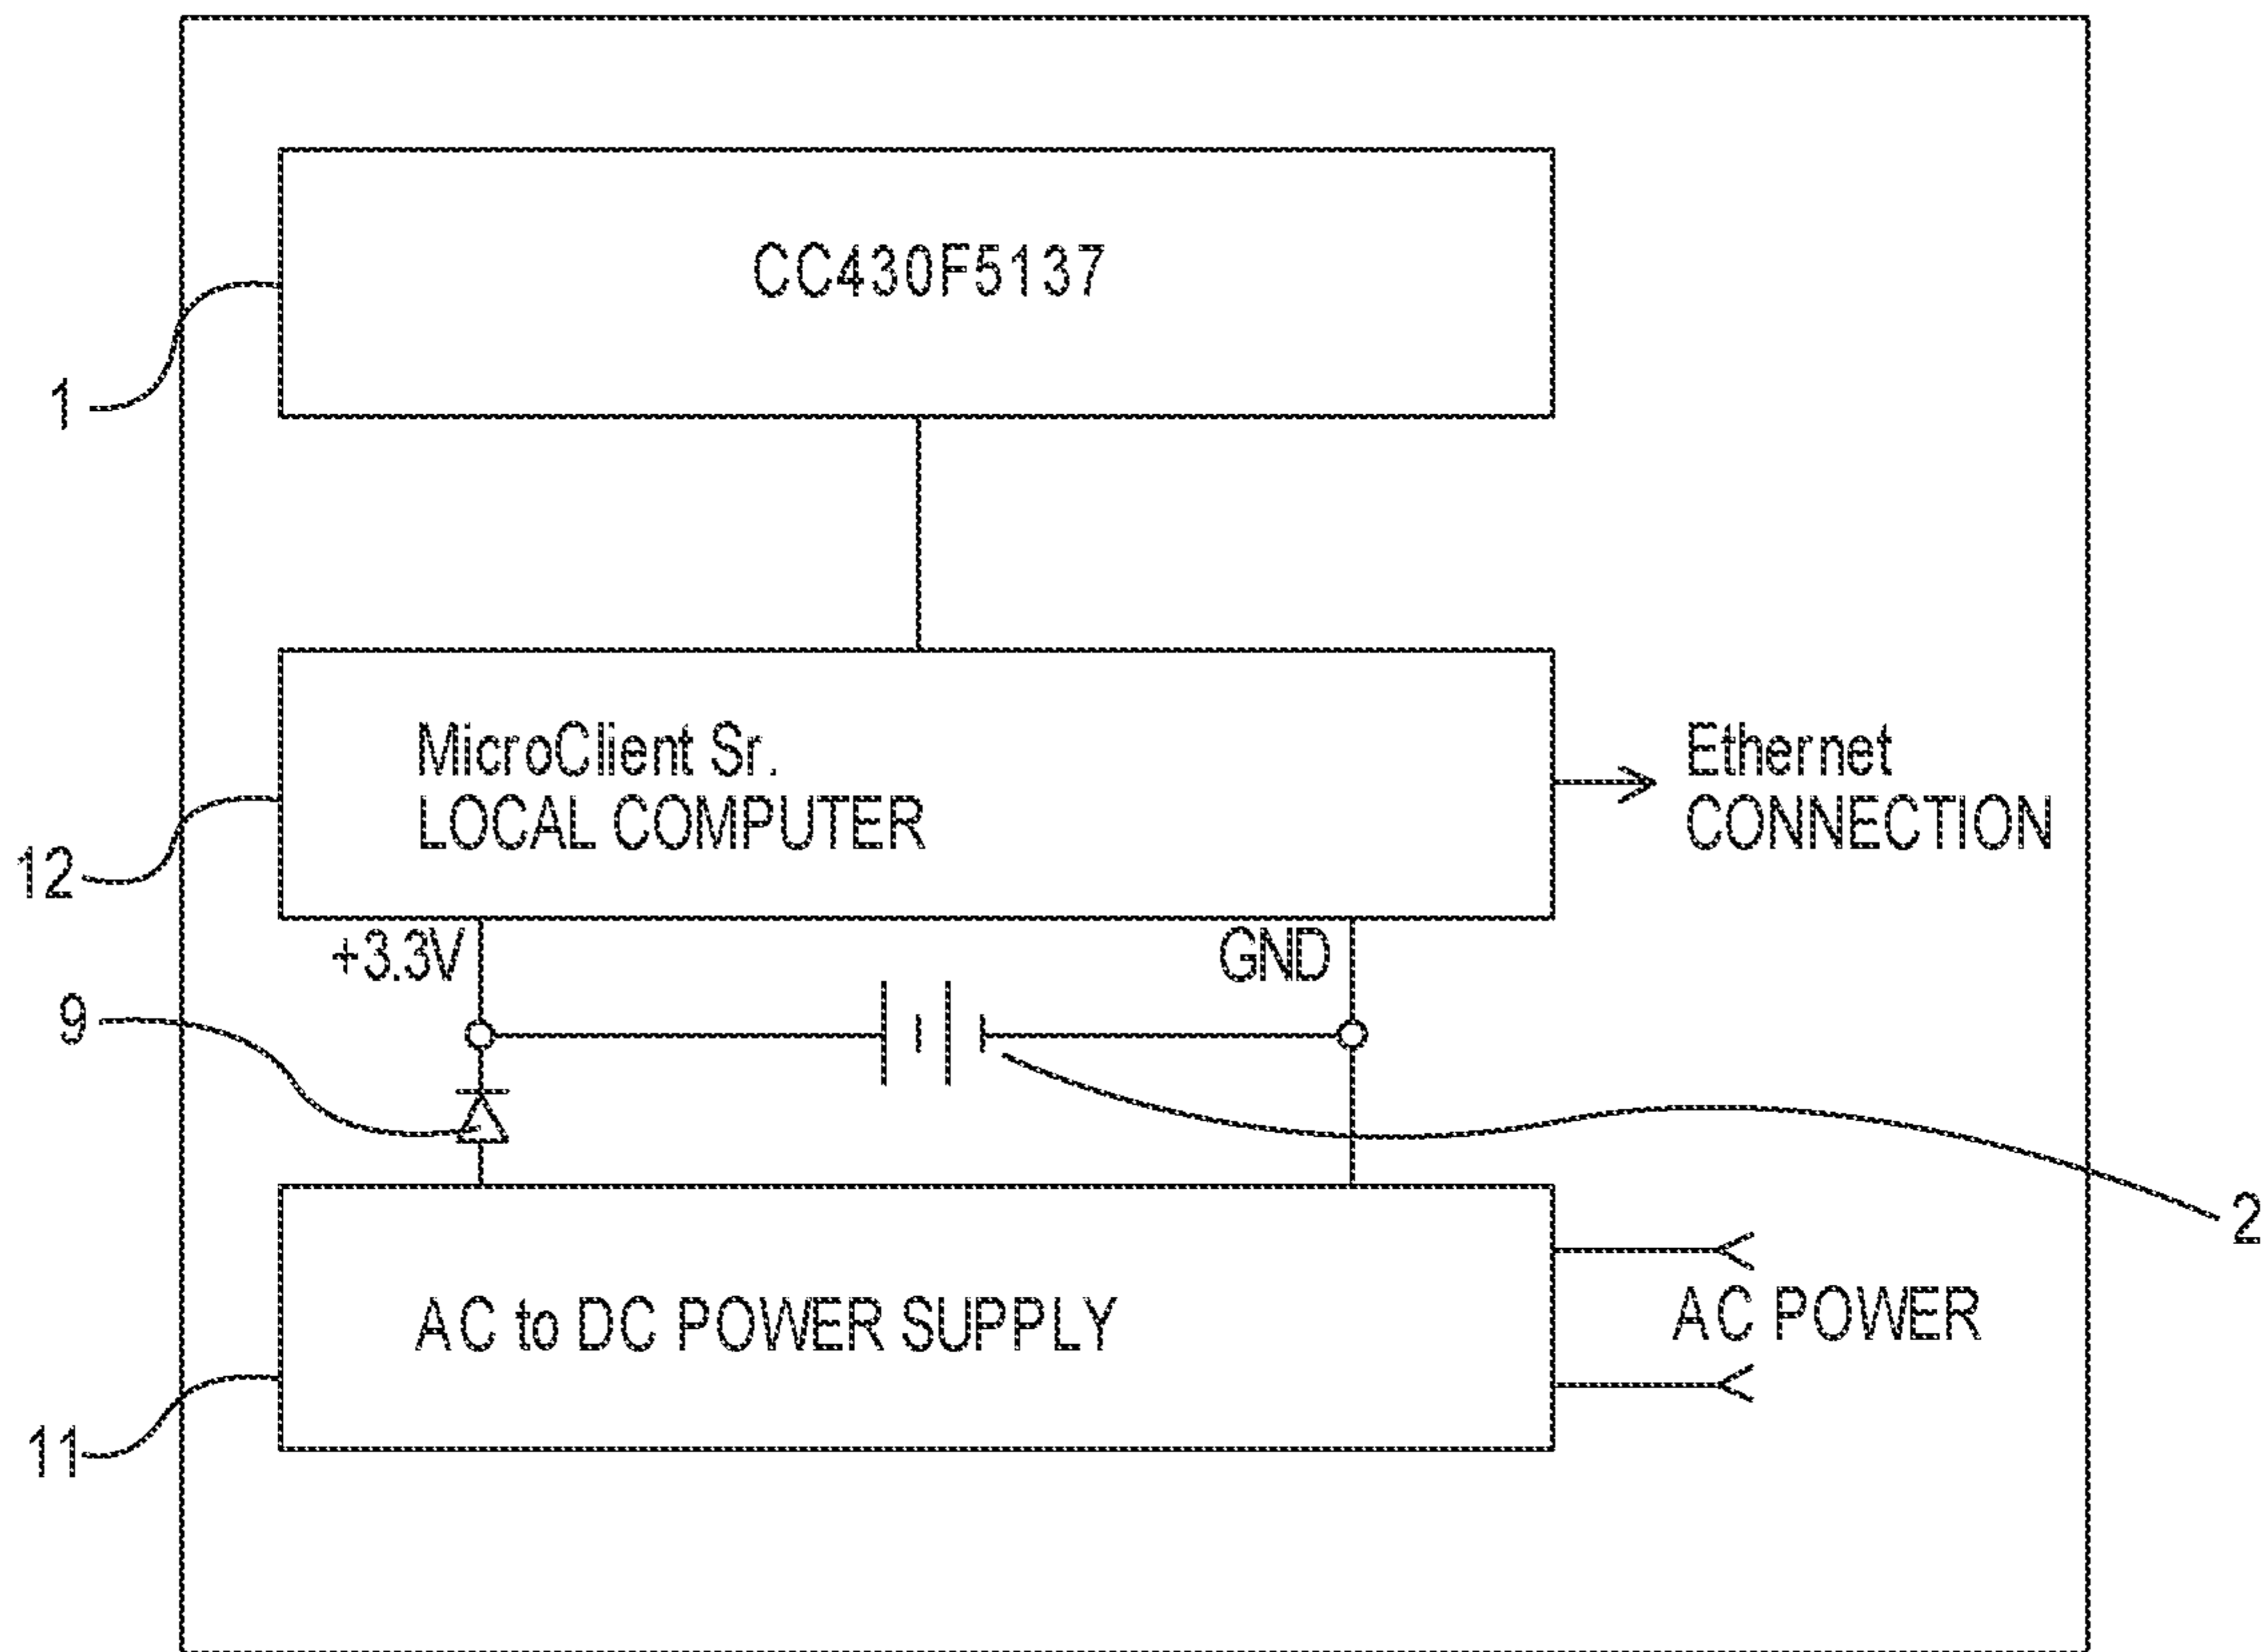 CC430F5137
1
MicroClient Sr.
LOCAL COMPUTER
Ethernet
CONNECTION
12
+3.3V
GND
9
2
AC to DC POWER SUPPLY
AC POWER
11